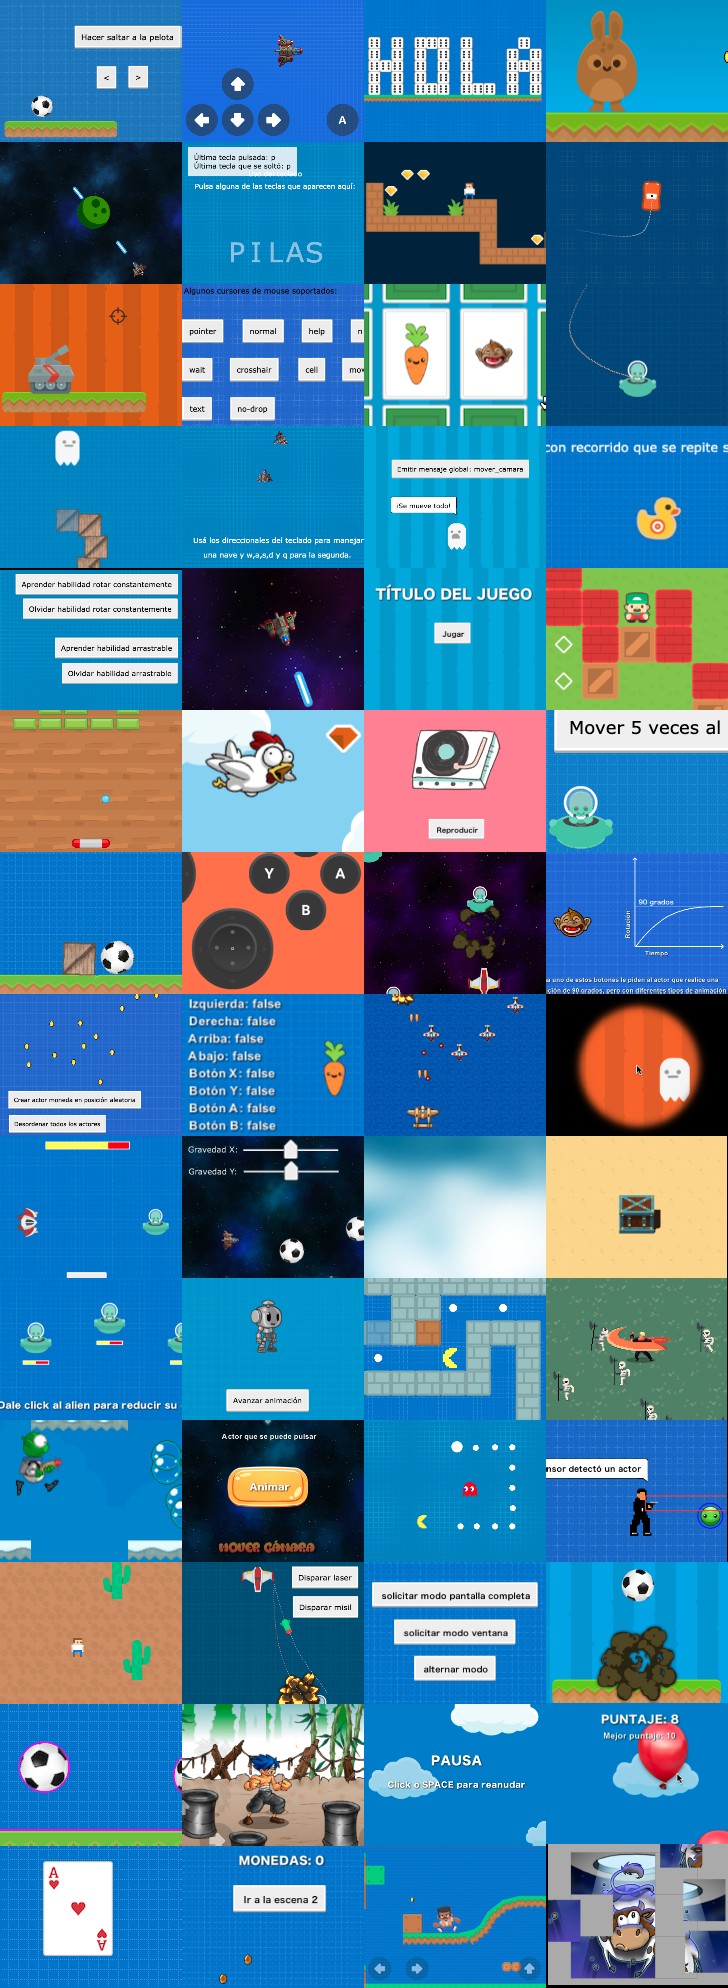 Hacer saltar a la pelota
<
>
A
HOLA
Última tecla pulsada: p
Última tecla que se soltó: p
Pulsa alguna de las teclas que aparecen aquí:
PILAS
Algunos cursores de mouse soportados:
pointer
normal
help
n
wait
crosshair
cell
mov
text
no-drop
Usá los direccionales del teclado para manejar
una nave y w,a,s,d y q para la segunda.
Emitir mensaje global: mover_camara
¡Se mueve todo!
con recorrido que se repite s
Aprender habilidad rotar constantemente
Olvidar habilidad rotar constantemente
Aprender habilidad arrastrable
Olvidar habilidad arrastrable
TÍTULO DEL JUEGO
Jugar
Reproducir
Mover 5 veces al
Y
A
B
90 grados
Rotación
Tiempo
a uno de estos botones le piden al actor que realice una
ción de 90 grados, pero con diferentes tipos de animación
Crear actor moneda en posición aleatoria
Desordenar todos los actores
Izquierda: false
Derecha: false
Arriba: false
Abajo: false
Botón X: false
Botón Y: false
Botón A: false
Botón B: false
Gravedad X:
Gravedad Y:
Dale click al alien para reducir su
Avanzar animación
Actor que se puede pulsar
Animar
MOVER CÁMARA
nsor detectó un actor
Disparar laser
Disparar misil
solicitar modo pantalla completa
solicitar modo ventana
alternar modo
PAUSA
Click o SPACE para reanudar
PUNTAJE: 8
Mejor puntaje: 10
A
A
MONEDAS: 0
Ir a la escena 2